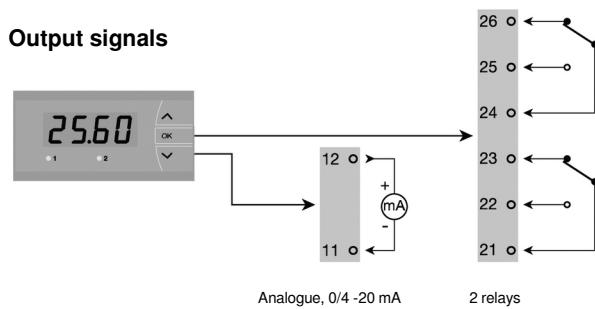 Output signals
25.60
OK
1 2
12
+
mA
-
11
26
25
24
23
22
21
Analogue, 0/4 -20 mA
2 relays